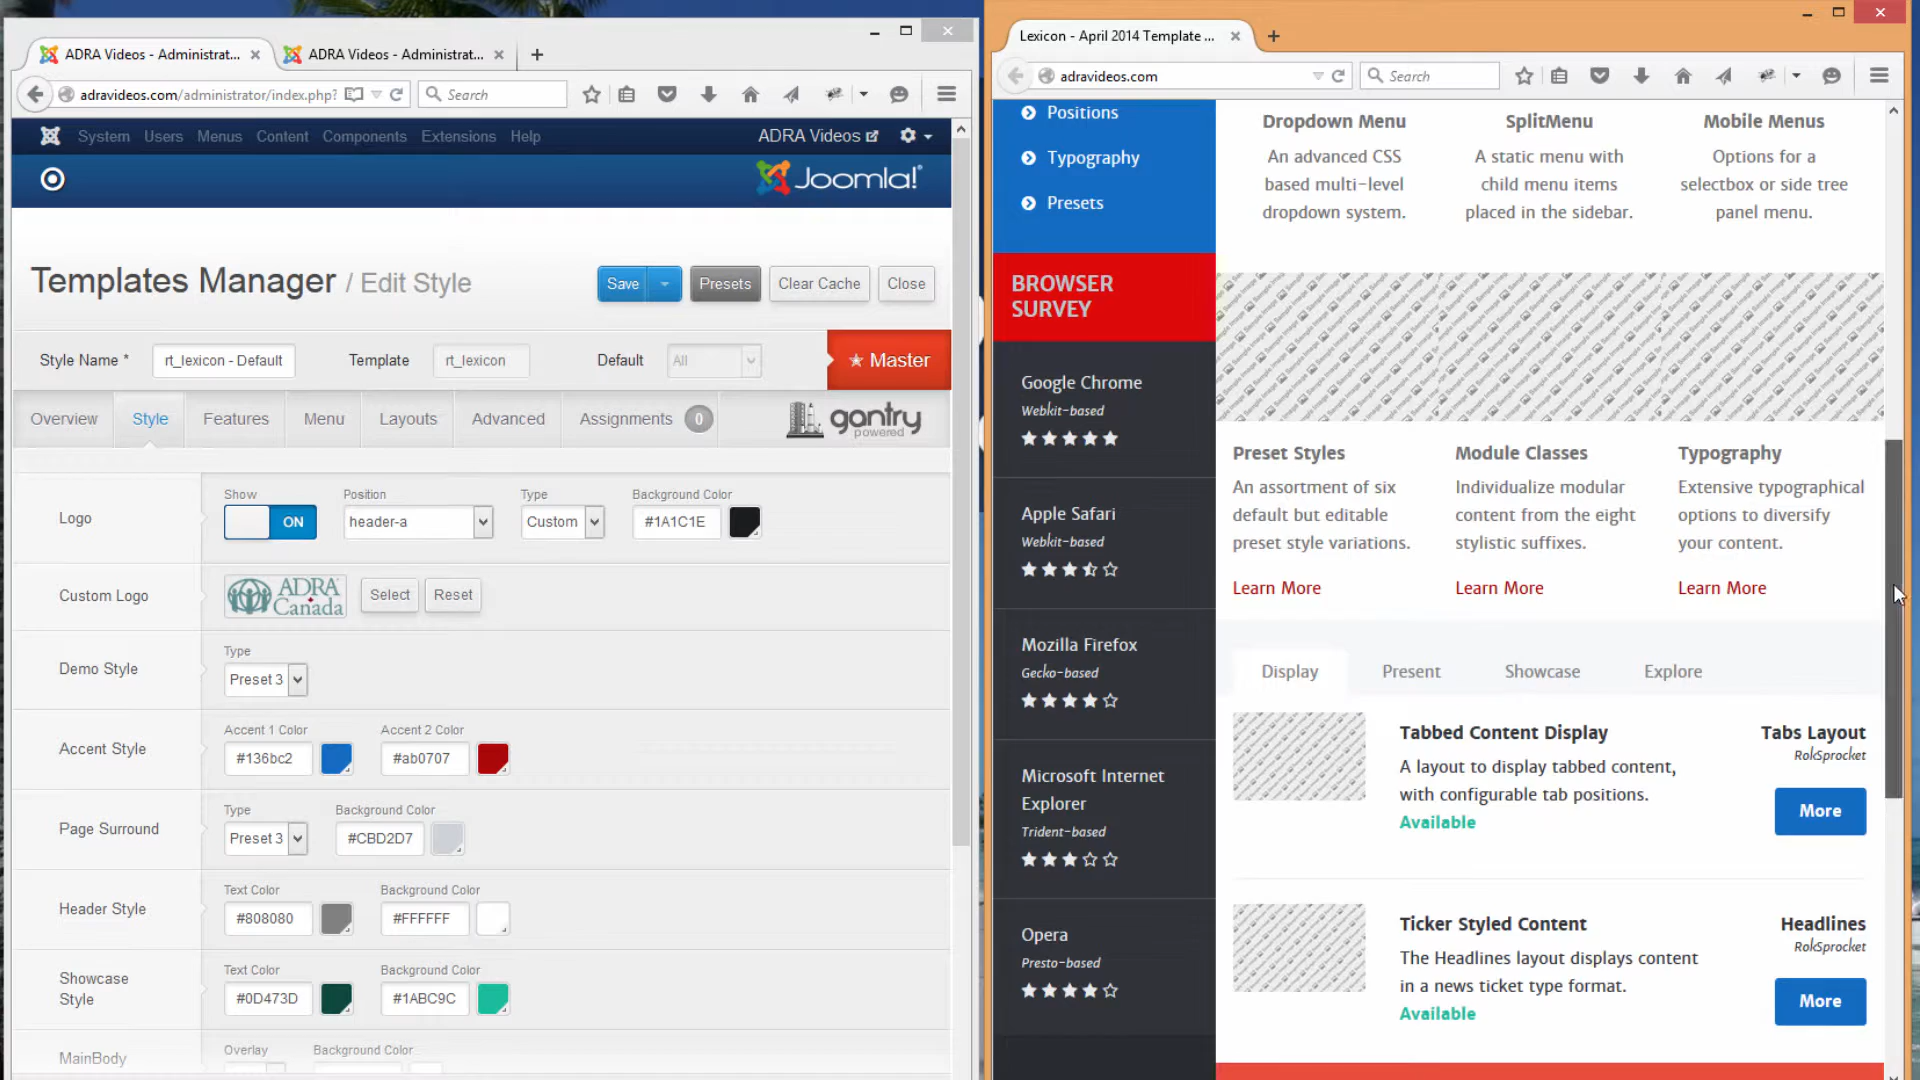 ADRA Videos - Administrat...
ADRA Videos - Administrat...
adravideos.com/administrator/index.php?
Search
System Users Menus Content Components Extensions Help
ADRA Videos
Joomla!
Templates Manager / Edit Style
Save
Presets
Clear Cache
Close
Style Name *
rt_lexicon - Default
Template
rt_lexicon
Default
All
Master
Overview
Style
Features
Menu
Layouts
Advanced
Assignments 0
gantry
powered
Logo
Show
ON
Position
header-a
Type
Custom
Background Color
#1A1C1E
Custom Logo
ADRA
Canada
Select
Reset
Demo Style
Type
Preset 3
Accent Style
Accent 1 Color
#136bc2
Accent 2 Color
#ab0707
Page Surround
Type
Preset 3
Background Color
#CBD2D7
Header Style
Text Color
#808080
Background Color
#FFFFFF
Showcase
Style
Text Color
#0D473D
Background Color
#1ABC9C
MainBody
Overlay
Background Color
Lexicon - April 2014 Template ...
adravideos.com
Search
Positions
Typography
Presets
BROWSER
SURVEY
Google Chrome
Webkit-based
Apple Safari
Webkit-based
Mozilla Firefox
Gecko-based
Microsoft Internet
Explorer
Trident-based
Opera
Presto-based
Dropdown Menu
An advanced CSS
based multi-level
dropdown system.
SplitMenu
A static menu with
child menu items
placed in the sidebar.
Mobile Menus
Options for a
selectbox or side tree
panel menu.
Preset Styles
An assortment of six
default but editable
preset style variations.
Learn More
Module Classes
Individualize modular
content from the eight
stylistic suffixes.
Learn More
Typography
Extensive typographical
options to diversify
your content.
Learn More
Display
Present
Showcase
Explore
Tabbed Content Display
A layout to display tabbed content,
with configurable tab positions.
Available
Tabs Layout
RokSprocket
More
Ticker Styled Content
The Headlines layout displays content
in a news ticket type format.
Available
Headlines
RokSprocket
More